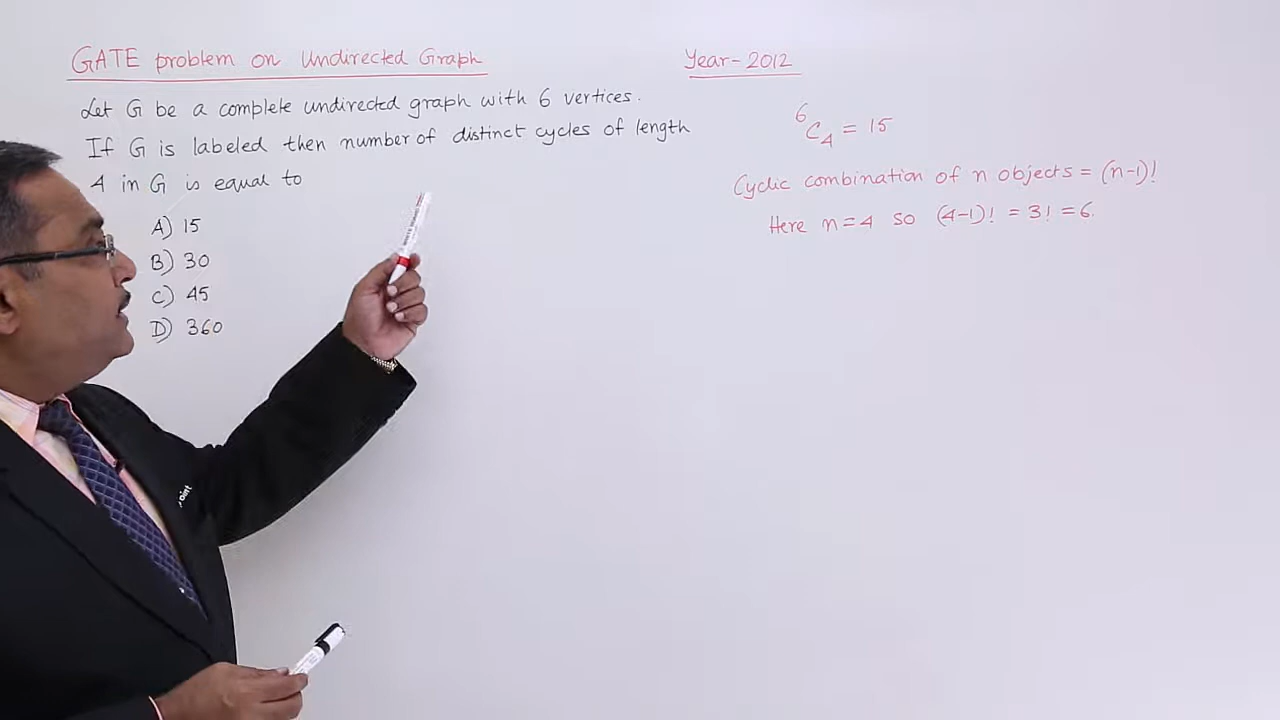 GATE problem on Undirected Graph
Year-2012
Let G be a complete undirected graph with 6 vertices.
If G is labeled then number of distinct cycles of length
4 in G is equal to
A) 15
B) 30
C) 45
D) 360
⁶C₄ = 15
Cyclic combination of n objects = (n-1)!
Here n=4 so (4-1)! = 3! = 6.